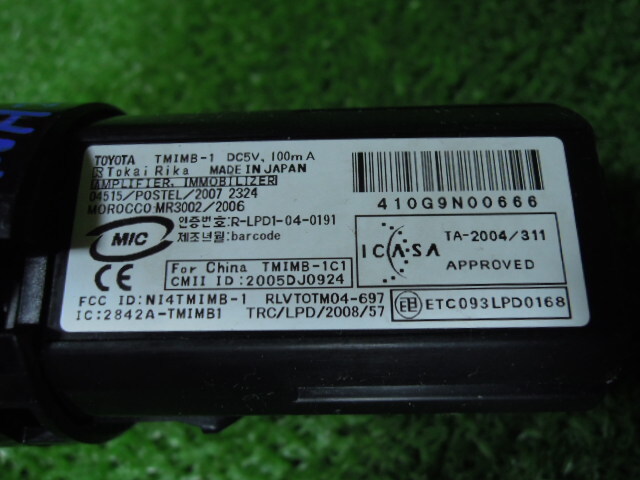 TOYOTA TMIMB-1 DC5V, 100mA
R Tokai Rika MADE IN JAPAN
AMPLIFIER, IMMOBILIZER
04515/POSTEL/2007 2324
MOROCCO MR3002/2006
인증번호:R-LPD1-04-0191
제조년월:barcode
MIC
CE
For China TMIMB-1C1
CMII ID:2005DJ0924
FCC ID:NI4TMIMB-1 RLVTOTM04-697
IC:2842A-TMIMB1 TRC/LPD/2008/57
410G9N00666
ICASA
TA-2004/311
APPROVED
ETC093LPD0168